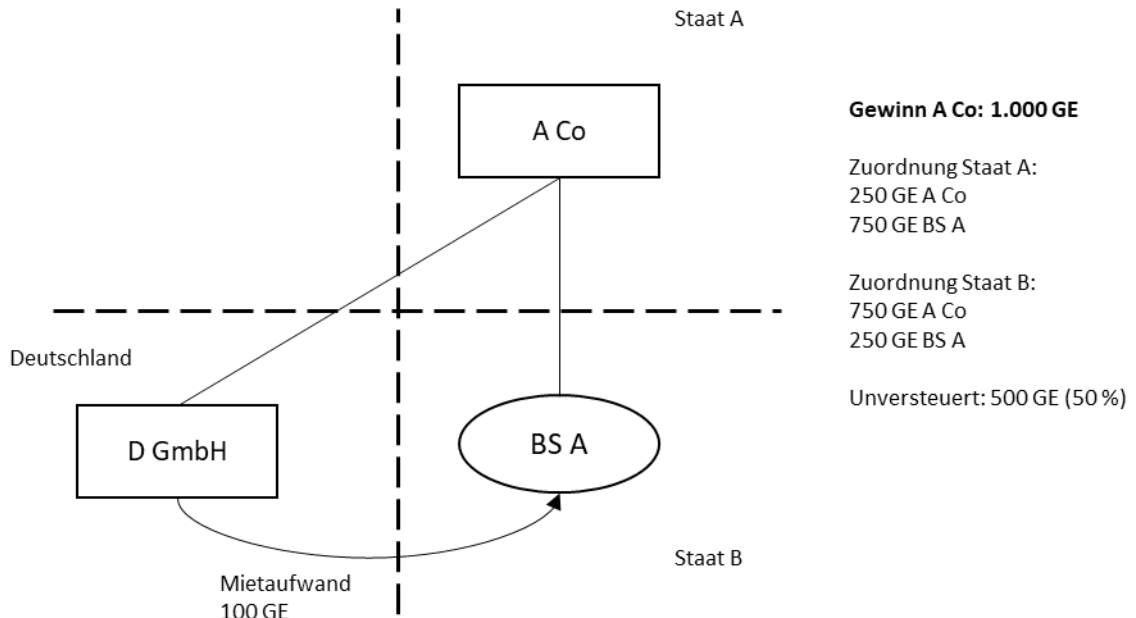 Staat A
A Co
Deutschland
D GmbH
BS A
Mietaufwand
100 GE
Staat B
Gewinn A Co: 1.000 GE
Zuordnung Staat A:
250 GE A Co
750 GE BS A
Zuordnung Staat B:
750 GE A Co
250 GE BS A
Unversteuert: 500 GE (50 %)